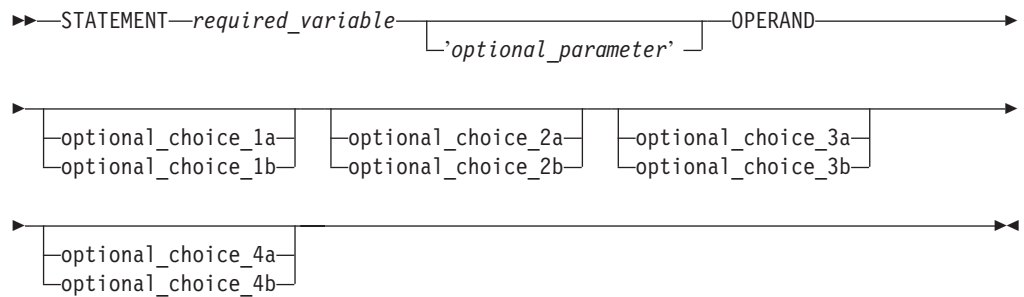 STATEMENT required_variable OPERAND
'optional_parameter'
optional_choice_1a optional_choice_2a optional_choice_3a
optional_choice_1b optional_choice_2b optional_choice_3b
optional_choice_4a
optional_choice_4b